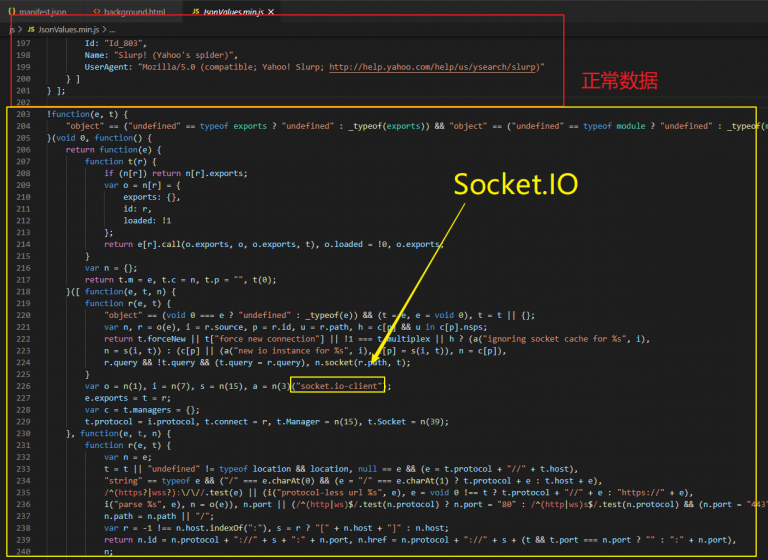 manifest.json background.html JsonValues.min.js
js > JsonValues.min.js > ...
197 Id: "Id_803",
198 Name: "Slurp! (Yahoo's spider)",
199 UserAgent: "Mozilla/5.0 (compatible; Yahoo! Slurp; http://help.yahoo.com/help/us/ysearch/slurp)"
200 } ]
201 } ];
正常数据
202
203 !function(e, t) {
204 "object" == ("undefined" == typeof exports ? "undefined" : _typeof(exports)) && "object" == ("undefined" == typeof module ? "undefined" : _typeof(m
205 }(void 0, function() {
206 return function(e) {
207 function t(r) {
208 if (n[r]) return n[r].exports;
209 var o = n[r] = {
Socket.IO
210 exports: {},
211 id: r,
212 loaded: !1
213 };
214 return e[r].call(o.exports, o, o.exports, t), o.loaded = !0, o.exports;
215 }
216 var n = {};
217 return t.m = e, t.c = n, t.p = "", t(0);
218 }([ function(e, t, n) {
219 function r(e, t) {
220 "object" == (void 0 === e ? "undefined" : _typeof(e)) && (t = e, e = void 0), t = t || {};
221 var n, r = o(e), i = r.source, p = r.id, u = r.path, h = c[p] && u in c[p].nsps;
222 return t.forceNew || t["force new connection"] || !1 === t.multiplex || h ? (a("ignoring socket cache for %s", i),
223 n = s(i, t)) : (c[p] || (a("new io instance for %s", i), c[p] = s(i, t)), n = c[p]),
224 r.query && !t.query && (t.query = r.query), n.socket(r.path, t);
225 }
226 var o = n(1), i = n(7), s = n(15), a = n(3)("socket.io-client");
227 e.exports = t = r;
228 var c = t.managers = {};
229 t.protocol = i.protocol, t.connect = r, t.Manager = n(15), t.Socket = n(39);
230 }, function(e, t, n) {
231 function r(e, t) {
232 var n = e;
233 t = t || "undefined" != typeof location && location, null == e && (e = t.protocol + "//" + t.host),
234 "string" == typeof e && ("/" === e.charAt(0) && (e = "/" === e.charAt(1) ? t.protocol + e : t.host + e),
235 /^(https?|wss?):\/\//.test(e) || (i("protocol-less url %s", e), e = void 0 !== t ? t.protocol + "//" + e : "https://" + e),
236 i("parse %s", e), n = o(e)), n.port || (/^(http|ws)$/.test(n.protocol) ? n.port = "80" : /^(http|ws)s$/.test(n.protocol) && (n.port = "443"
237 n.path = n.path || "/";
238 var r = -1 !== n.host.indexOf(":"), s = r ? "[" + n.host + "]" : n.host;
239 return n.id = n.protocol + "://" + s + ":" + n.port, n.href = n.protocol + "://" + s + (t && t.port === n.port ? "" : ":" + n.port),
240 n;